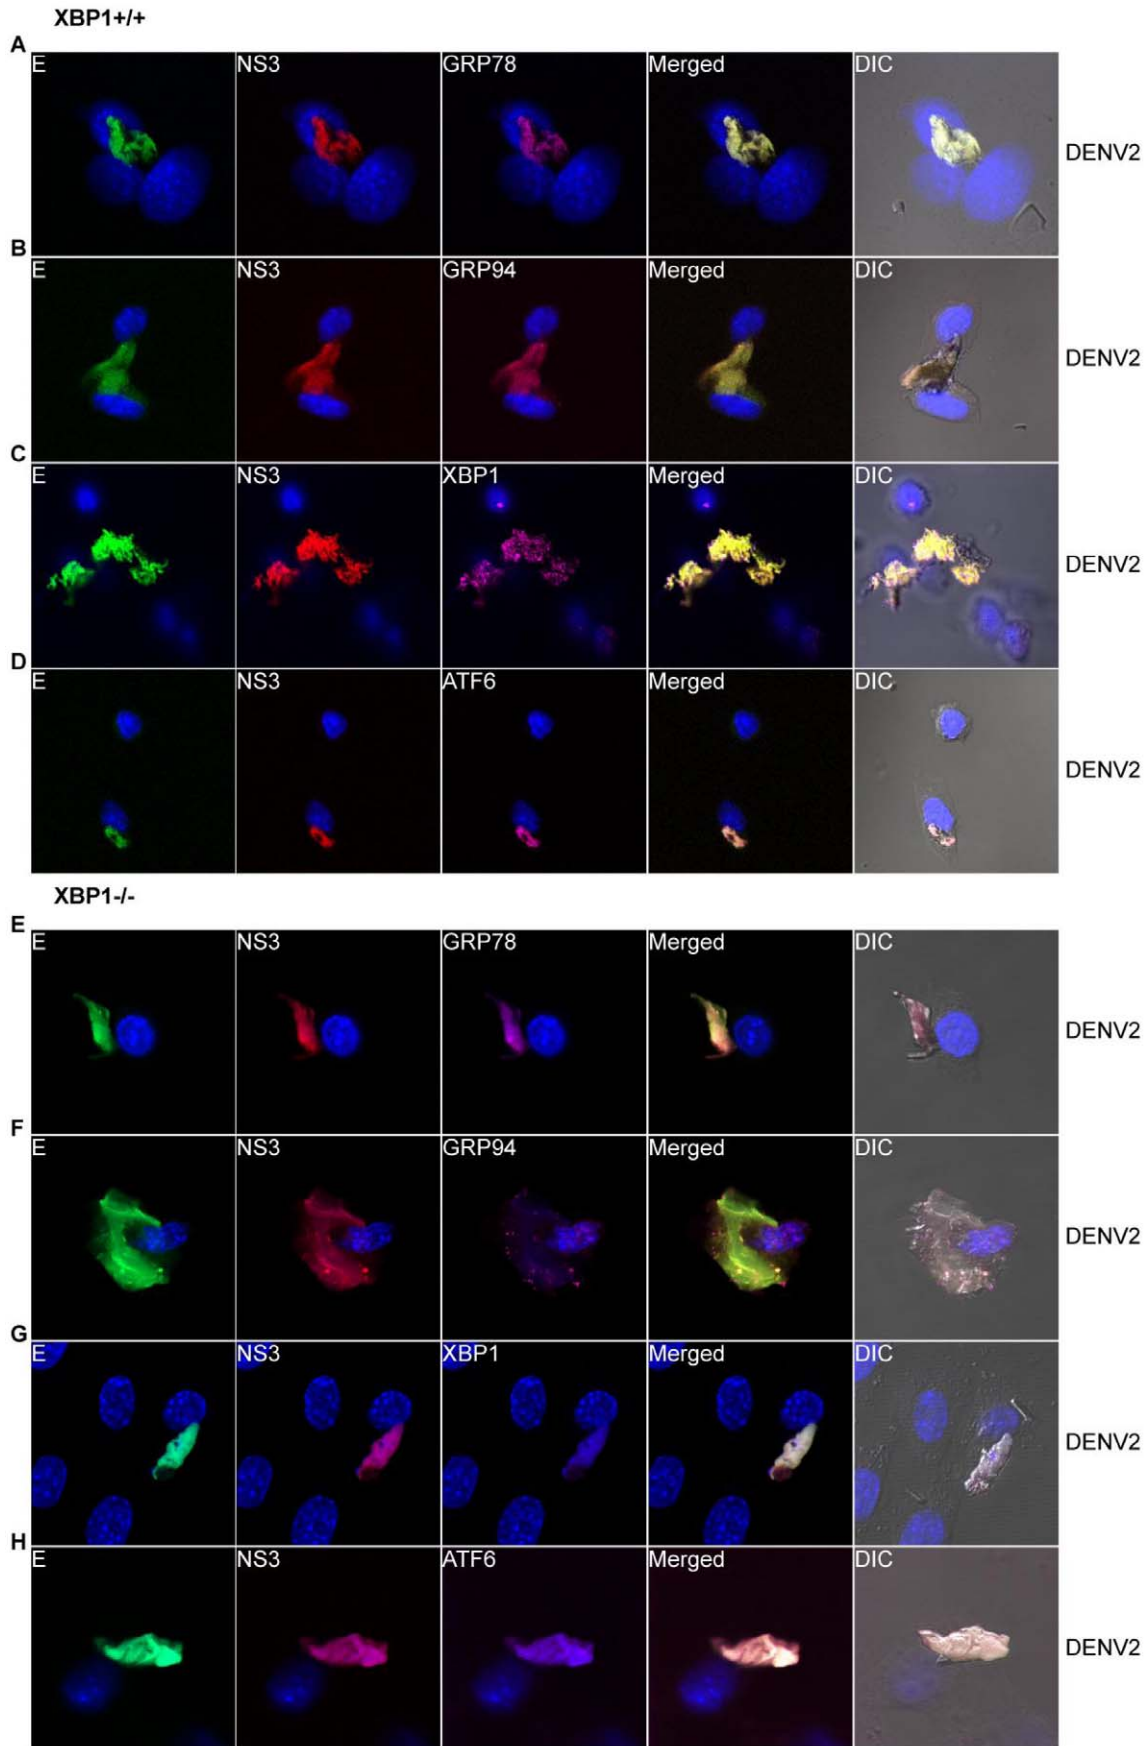 XBP1+/+
A
E NS3 GRP78 Merged DIC
DENV2
B
E NS3 GRP94 Merged DIC
DENV2
C
E NS3 XBP1 Merged DIC
DENV2
D
E NS3 ATF6 Merged DIC
DENV2
XBP1-/-
E
E NS3 GRP78 Merged DIC
DENV2
F
E NS3 GRP94 Merged DIC
DENV2
G
E NS3 XBP1 Merged DIC
DENV2
H
E NS3 ATF6 Merged DIC
DENV2